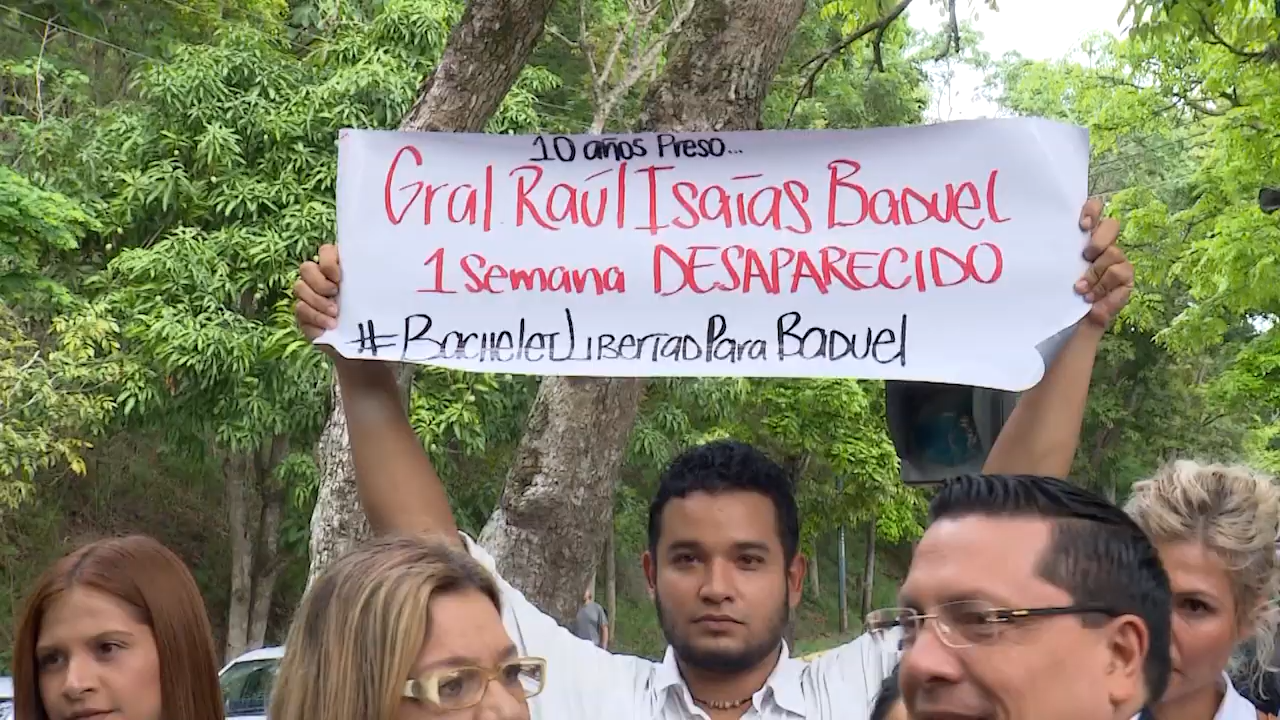 10 años Preso...
Gral. Raúl Isaías Baduel
1 Semana DESAPARECIDO
#BacheletLibertadParaBaduel